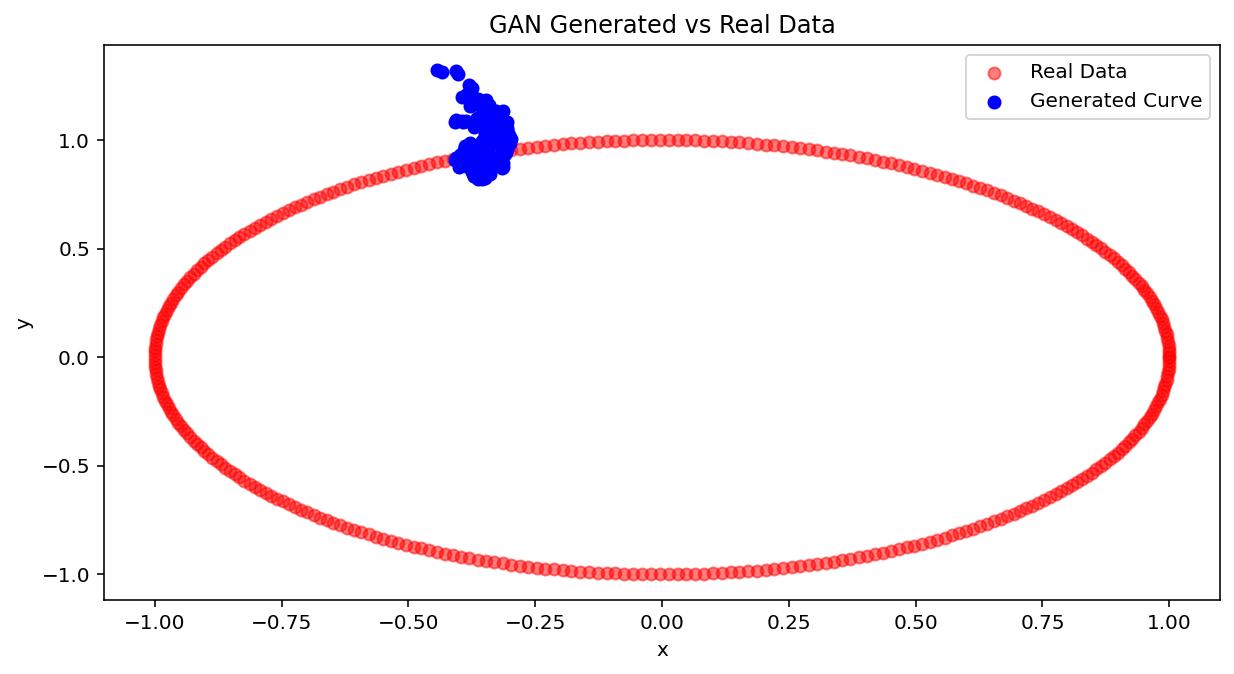 GAN Generated vs Real Data
Real Data
Generated Curve
1.0
0.5
0.0
−0.5
−1.0
y
−1.00 −0.75 −0.50 −0.25 0.00 0.25 0.50 0.75 1.00
x